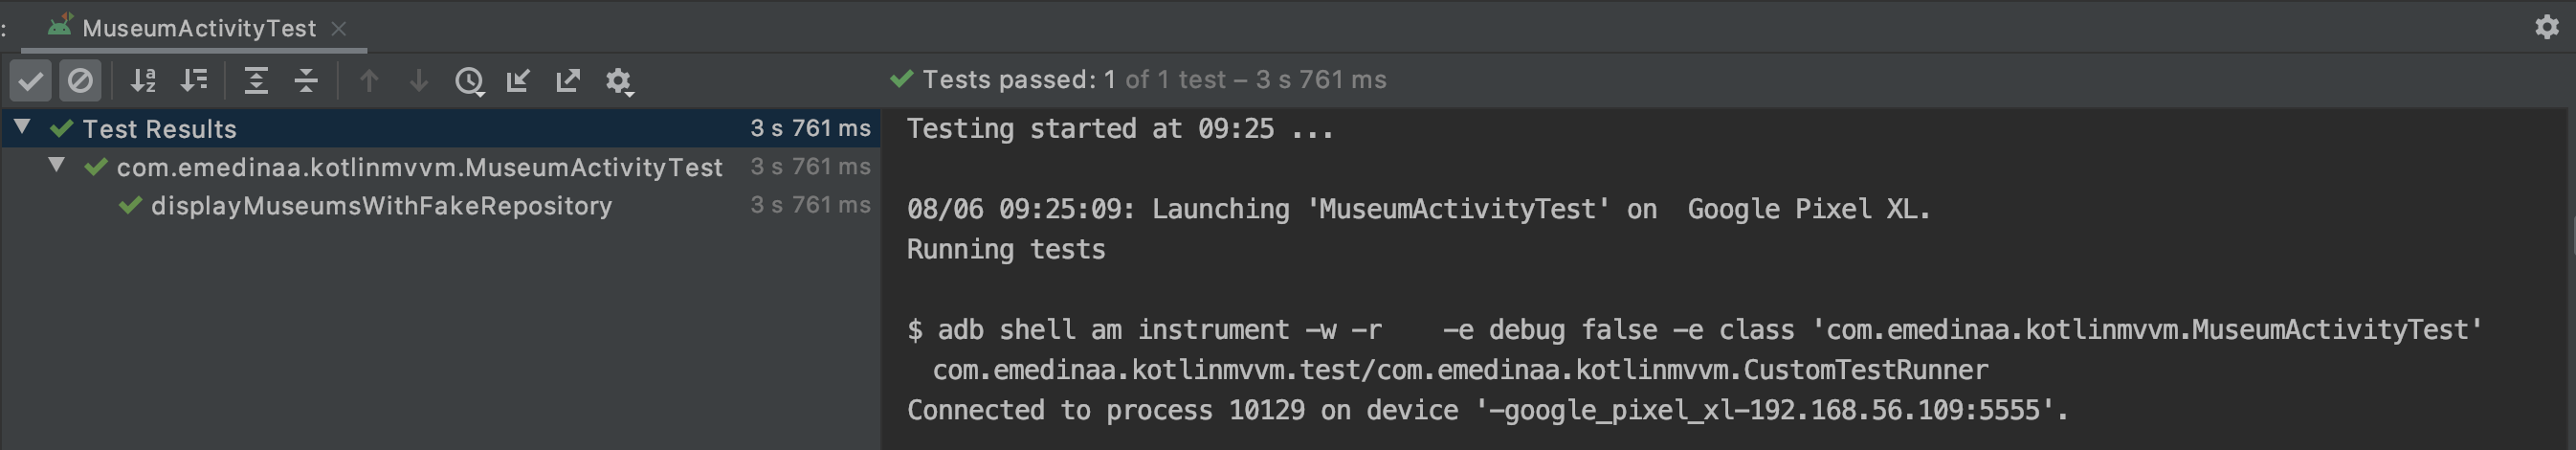 :
MuseumActivityTest
Tests passed: 1 of 1 test – 3 s 761 ms
Test Results 3 s 761 ms
com.emedinaa.kotlinmvvm.MuseumActivityTest 3 s 761 ms
displayMuseumsWithFakeRepository 3 s 761 ms
Testing started at 09:25 ...
08/06 09:25:09: Launching 'MuseumActivityTest' on  Google Pixel XL.
Running tests
$ adb shell am instrument -w -r    -e debug false -e class 'com.emedinaa.kotlinmvvm.MuseumActivityTest'
com.emedinaa.kotlinmvvm.test/com.emedinaa.kotlinmvvm.CustomTestRunner
Connected to process 10129 on device '-google_pixel_xl-192.168.56.109:5555'.